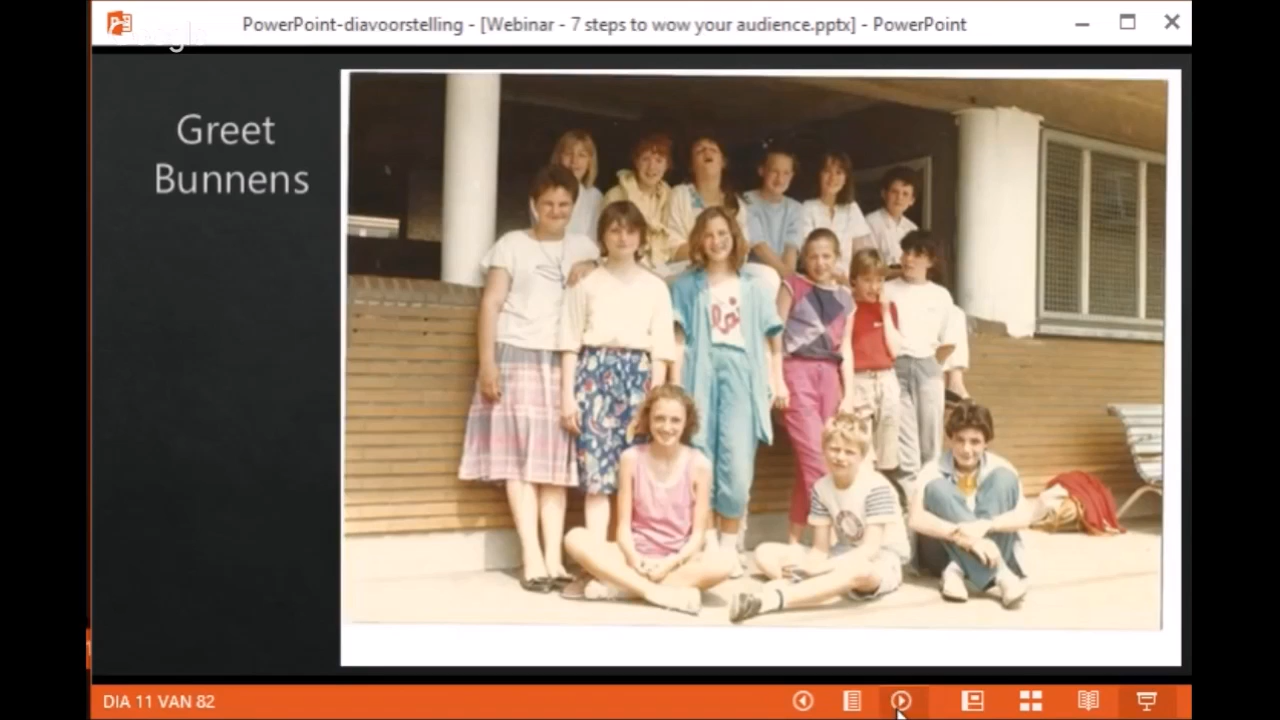 PowerPoint-diavoorstelling - [Webinar - 7 steps to wow your audience.pptx] - PowerPoint
Greet
Bunnens
DIA 11 VAN 82